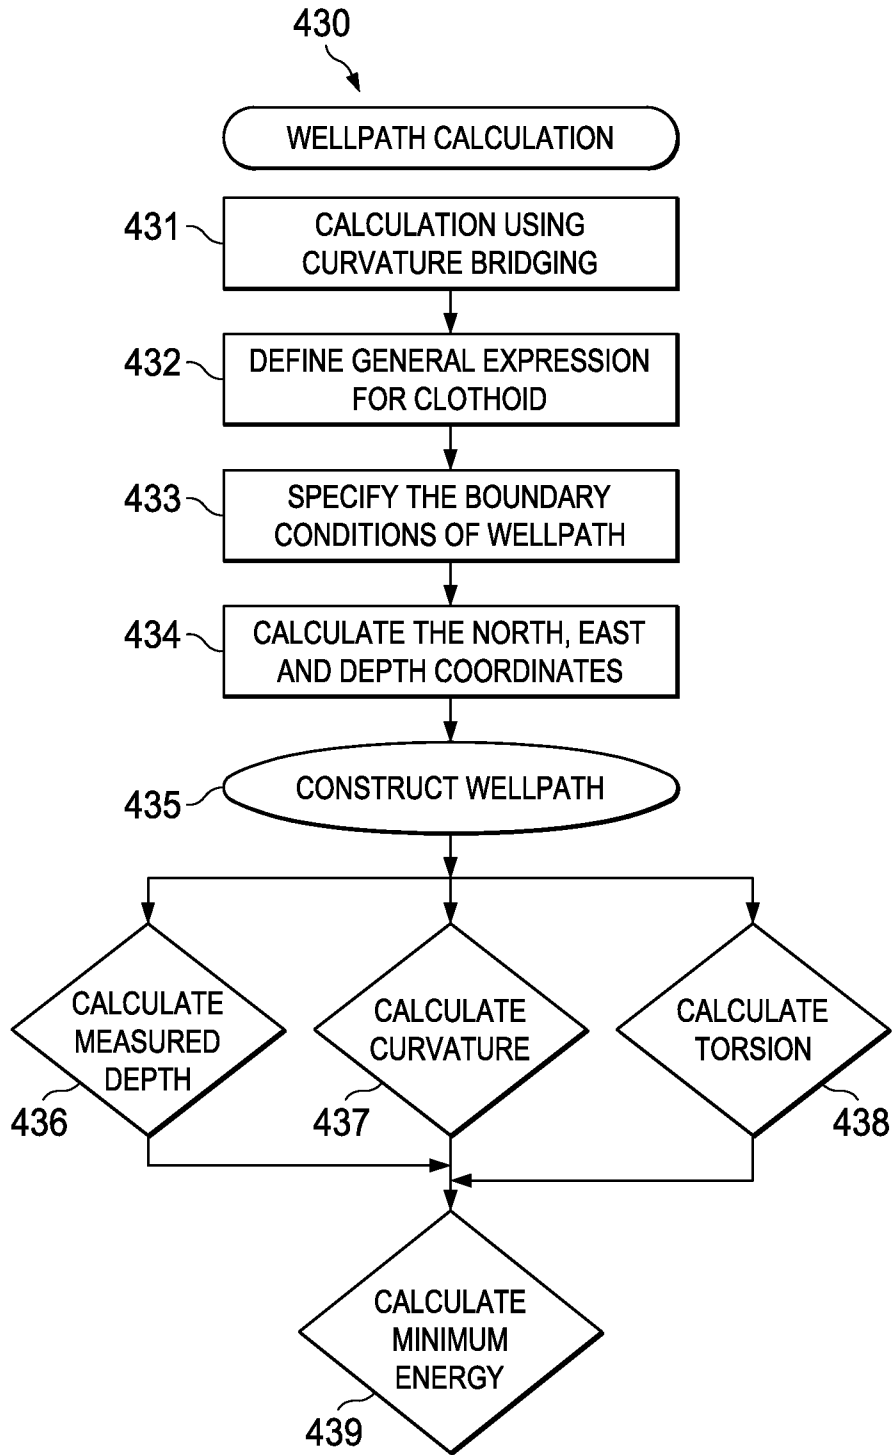 430
WELLPATH CALCULATION
431
CALCULATION USING
CURVATURE BRIDGING
432
DEFINE GENERAL EXPRESSION
FOR CLOTHOID
433
SPECIFY THE BOUNDARY
CONDITIONS OF WELLPATH
434
CALCULATE THE NORTH, EAST
AND DEPTH COORDINATES
435
CONSTRUCT WELLPATH
CALCULATE
MEASURED
DEPTH
436
CALCULATE
CURVATURE
437
CALCULATE
TORSION
438
CALCULATE
MINIMUM
ENERGY
439